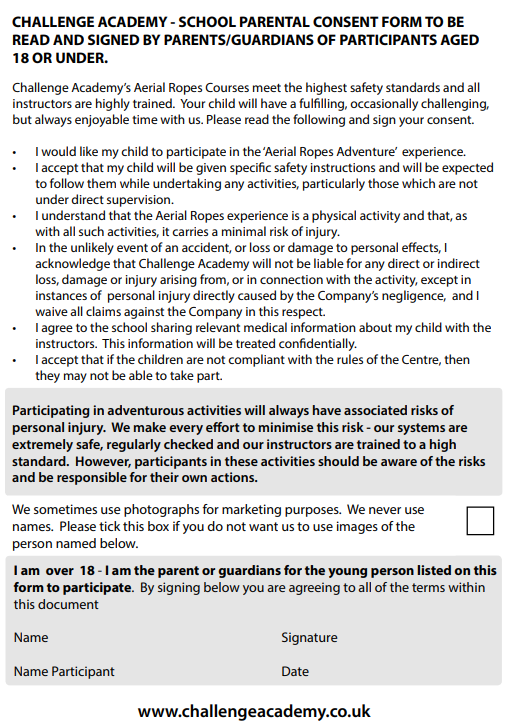 CHALLENGE ACADEMY - SCHOOL PARENTAL CONSENT FORM TO BE
READ AND SIGNED BY PARENTS/GUARDIANS OF PARTICIPANTS AGED
18 OR UNDER.
Challenge Academy's Aerial Ropes Courses meet the highest safety standards and all
instructors are highly trained. Your child will have a fulfilling, occasionally challenging,
but always enjoyable time with us. Please read the following and sign your consent.
• I would like my child to participate in the 'Aerial Ropes Adventure' experience.
• I accept that my child will be given specific safety instructions and will be expected
to follow them while undertaking any activities, particularly those which are not
under direct supervision.
• I understand that the Aerial Ropes experience is a physical activity and that, as
with all such activities, it carries a minimal risk of injury.
• In the unlikely event of an accident, or loss or damage to personal effects, I
acknowledge that Challenge Academy will not be liable for any direct or indirect
loss, damage or injury arising from, or in connection with the activity, except in
instances of personal injury directly caused by the Company's negligence, and I
waive all claims against the Company in this respect.
• I agree to the school sharing relevant medical information about my child with the
instructors. This information will be treated confidentially.
• I accept that if the children are not compliant with the rules of the Centre, then
they may not be able to take part.
Participating in adventurous activities will always have associated risks of
personal injury. We make every effort to minimise this risk - our systems are
extremely safe, regularly checked and our instructors are trained to a high
standard. However, participants in these activities should be aware of the risks
and be responsible for their own actions.
We sometimes use photographs for marketing purposes. We never use
names. Please tick this box if you do not want us to use images of the
person named below.
I am over 18 - I am the parent or guardians for the young person listed on this
form to participate. By signing below you are agreeing to all of the terms within
this document
Name Signature
Name Participant Date
www.challengeacademy.co.uk